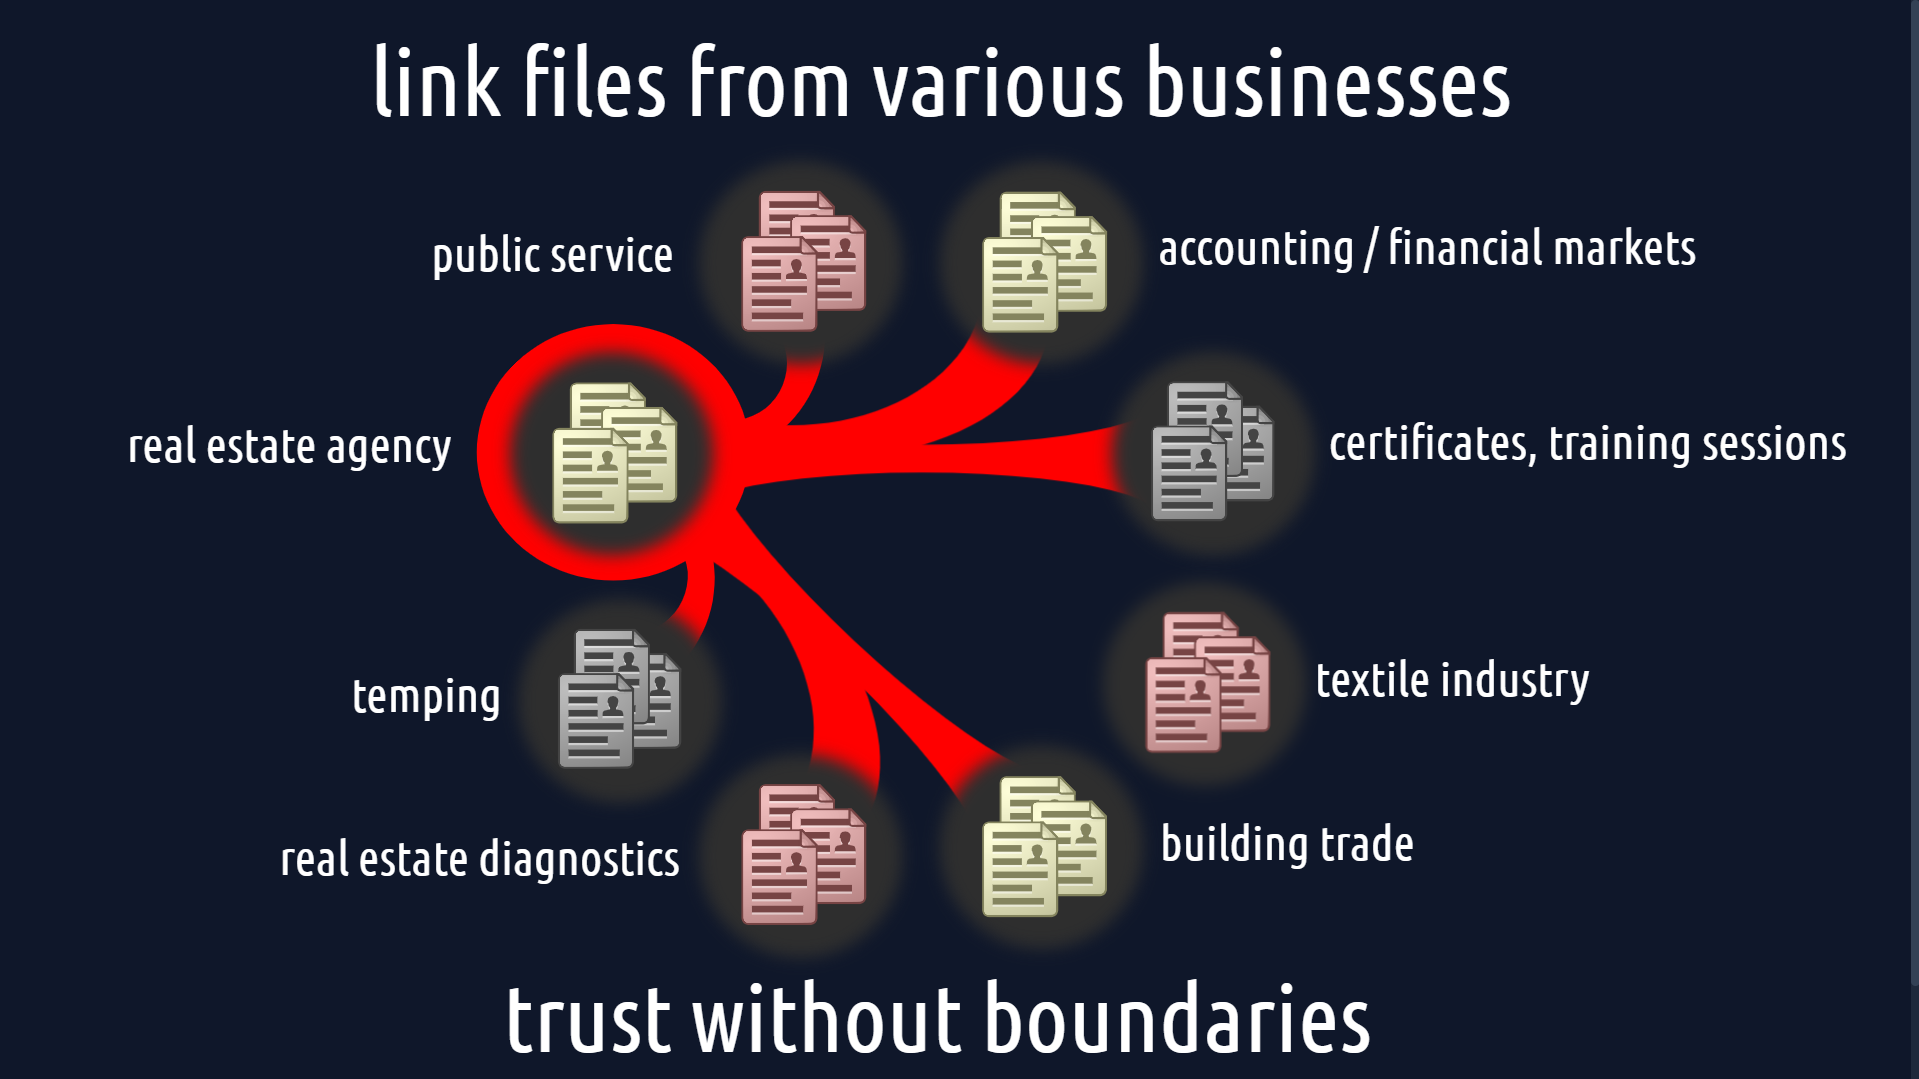 link files from various businesses
public service
accounting / financial markets
real estate agency
certificates, training sessions
temping
textile industry
real estate diagnostics
building trade
trust without boundaries